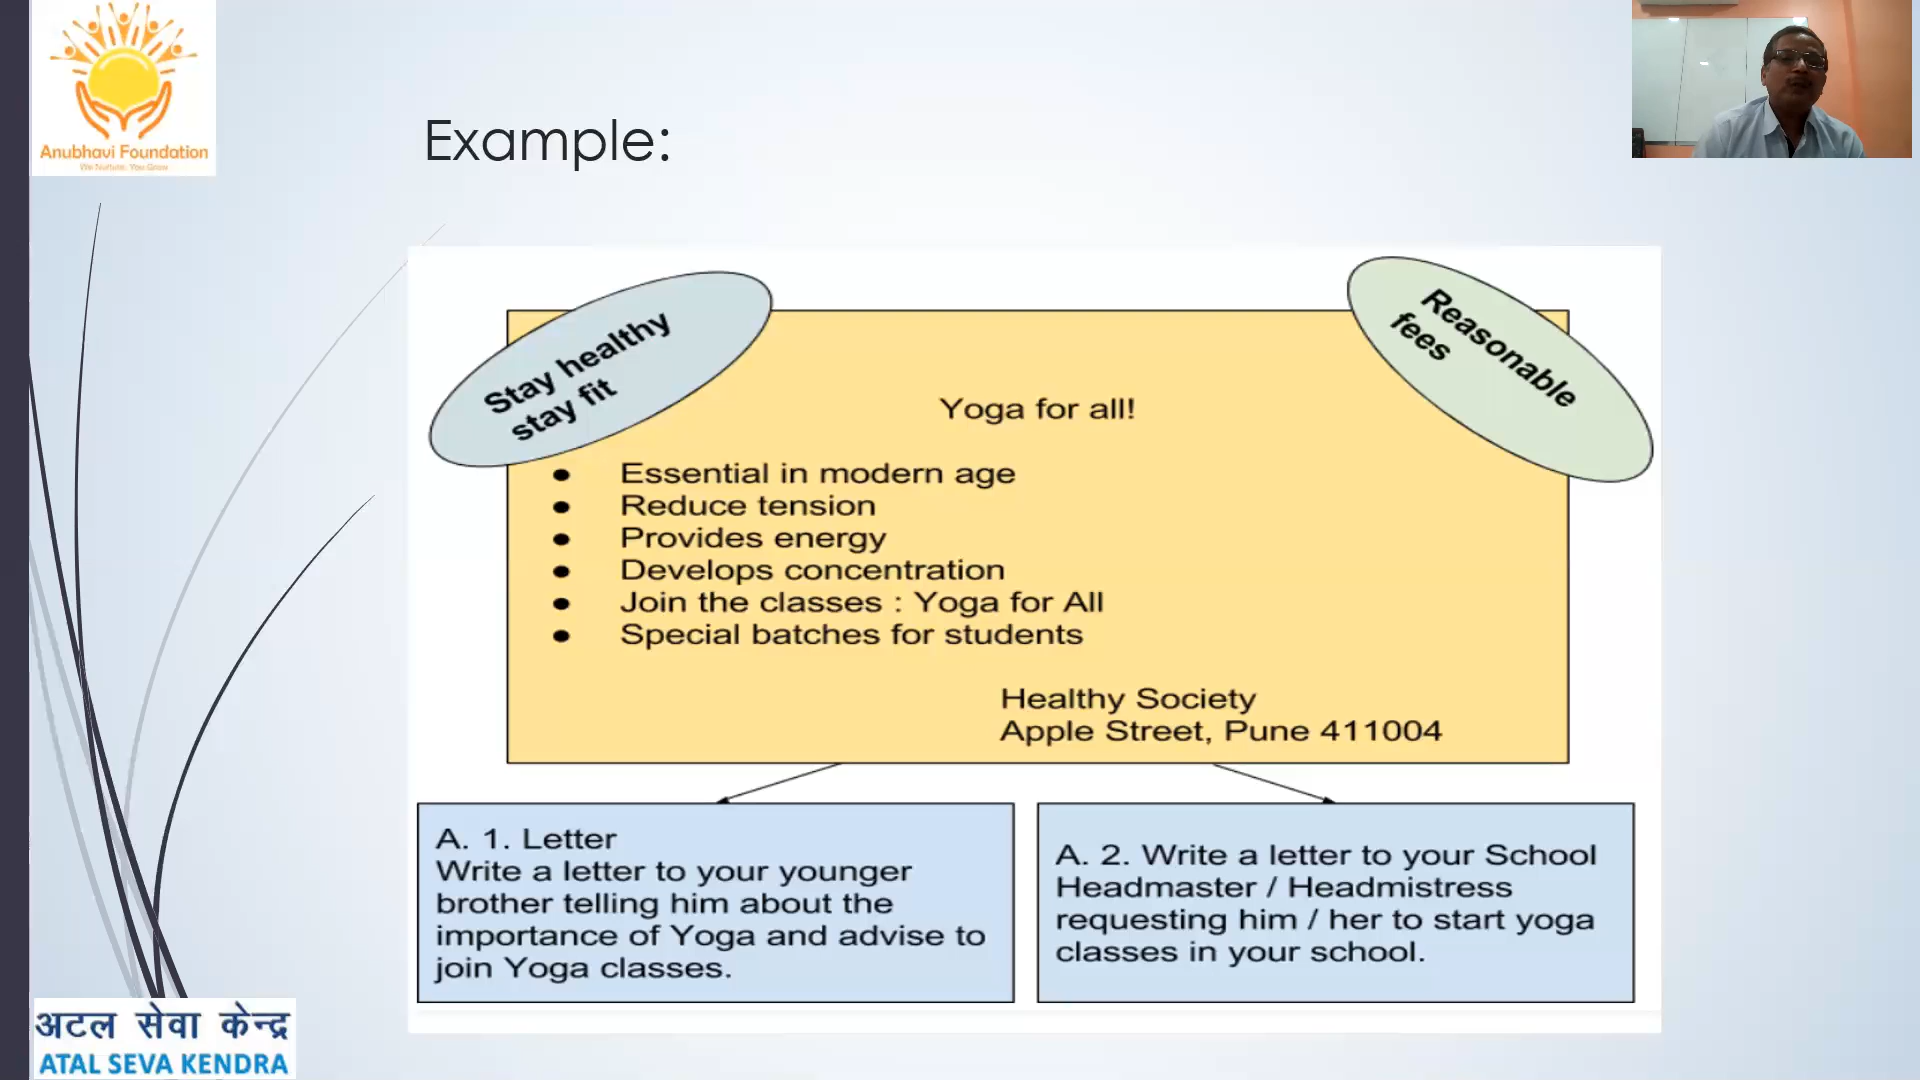 Anubhavi Foundation
We Nurture, You Grow
Example:
Stay healthy
stay fit
Reasonable
fees
Yoga for all!
● Essential in modern age
● Reduce tension
● Provides energy
● Develops concentration
● Join the classes : Yoga for All
● Special batches for students
Healthy Society
Apple Street, Pune 411004
A. 1. Letter
Write a letter to your younger
brother telling him about the
importance of Yoga and advise to
join Yoga classes.
A. 2. Write a letter to your School
Headmaster / Headmistress
requesting him / her to start yoga
classes in your school.
अटल सेवा केन्द्र
ATAL SEVA KENDRA